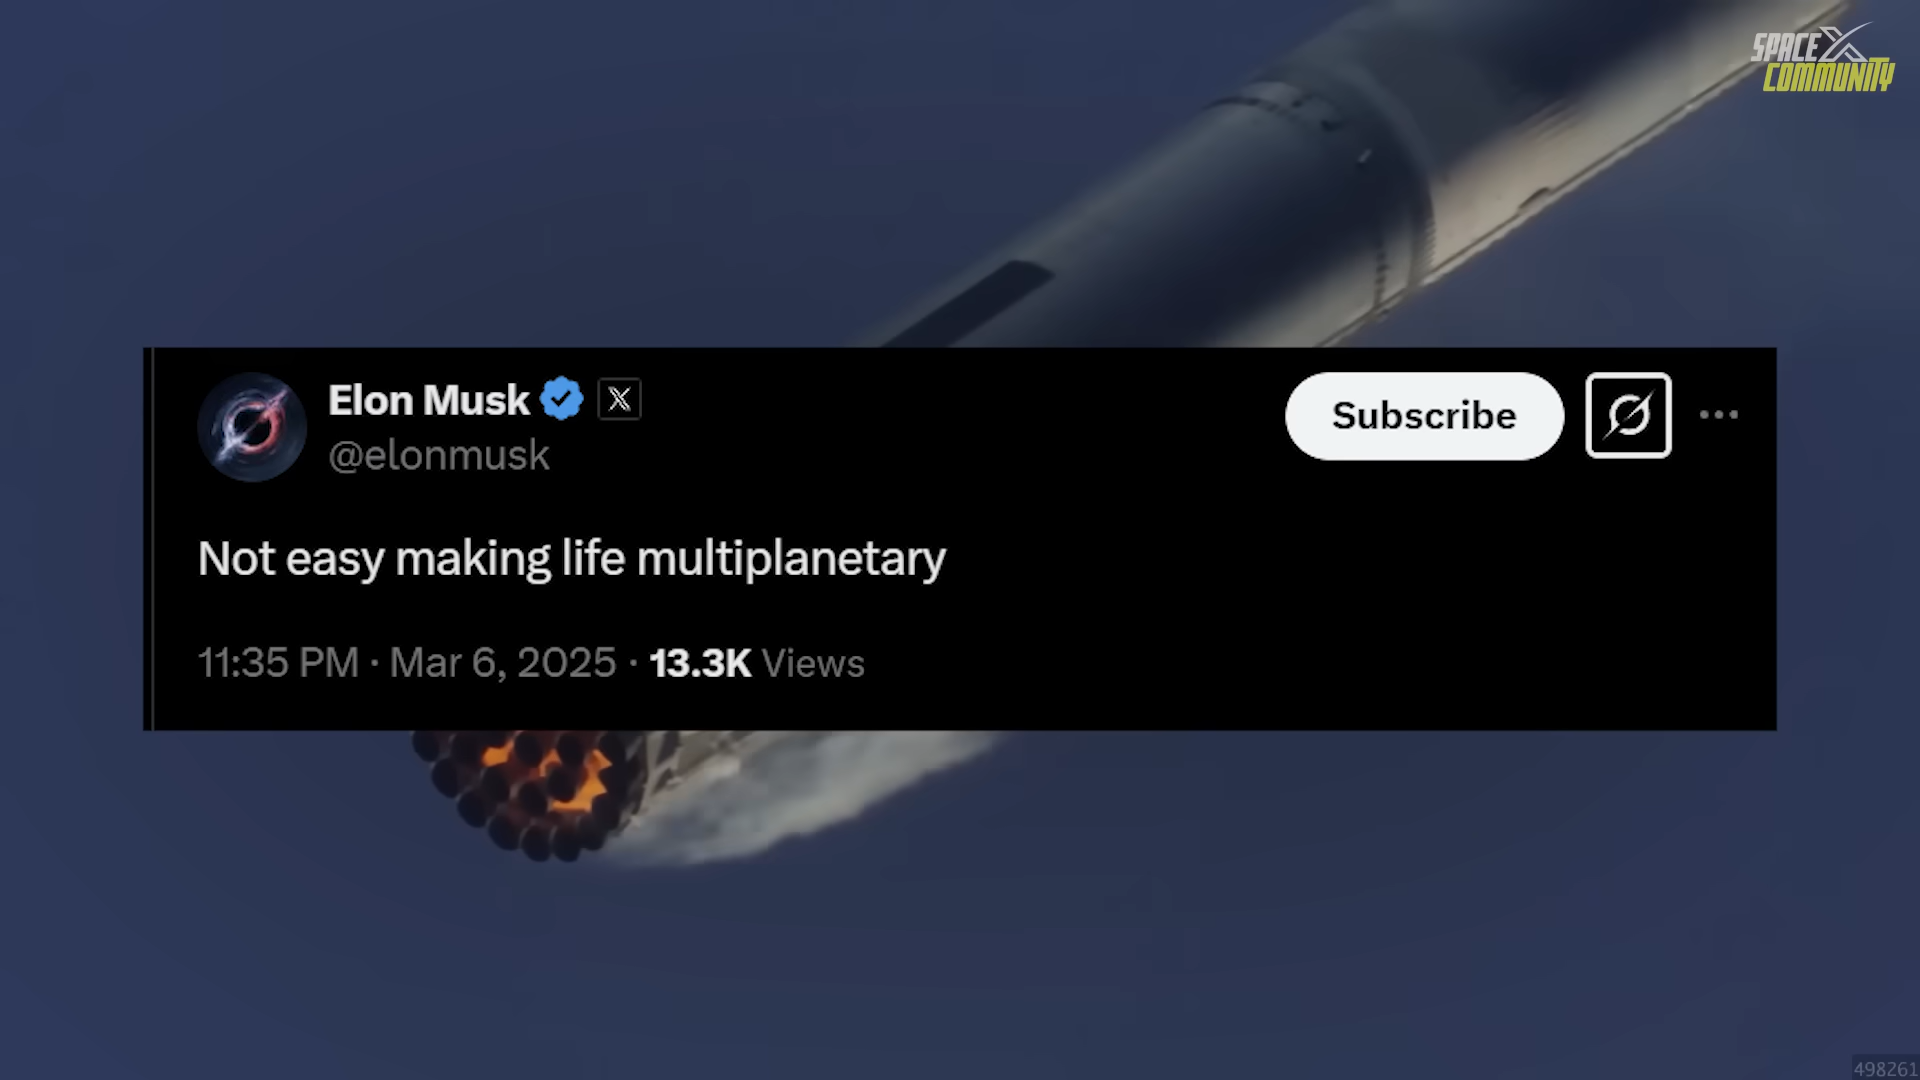 SPACEX
COMMUNITY
Elon Musk
@elonmusk
Subscribe
Not easy making life multiplanetary
11:35 PM · Mar 6, 2025 · 13.3K Views
498261